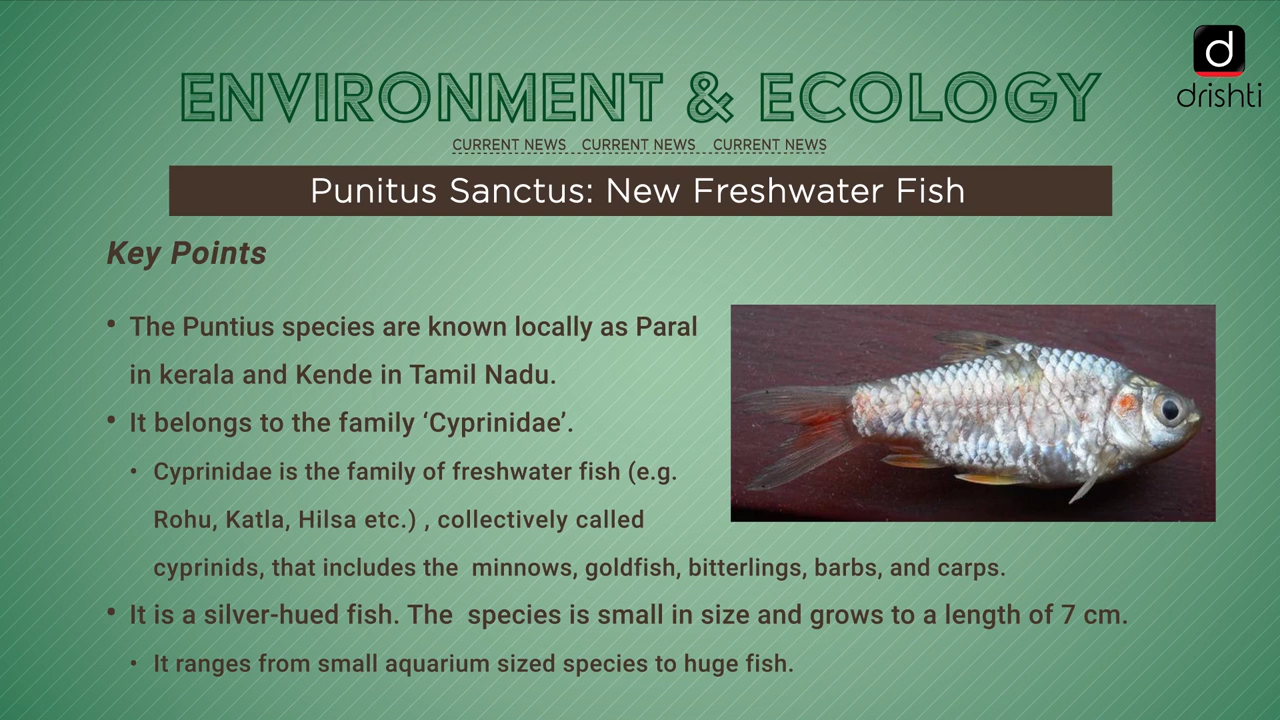 d
drishti
ENVIRONMENT & ECOLOGY
CURRENT NEWS CURRENT NEWS CURRENT NEWS
Punitus Sanctus: New Freshwater Fish
Key Points
• The Puntius species are known locally as Paral
in kerala and Kende in Tamil Nadu.
• It belongs to the family ‘Cyprinidae’.
• Cyprinidae is the family of freshwater fish (e.g.
Rohu, Katla, Hilsa etc.) , collectively called
cyprinids, that includes the minnows, goldfish, bitterlings, barbs, and carps.
• It is a silver-hued fish. The species is small in size and grows to a length of 7 cm.
• It ranges from small aquarium sized species to huge fish.